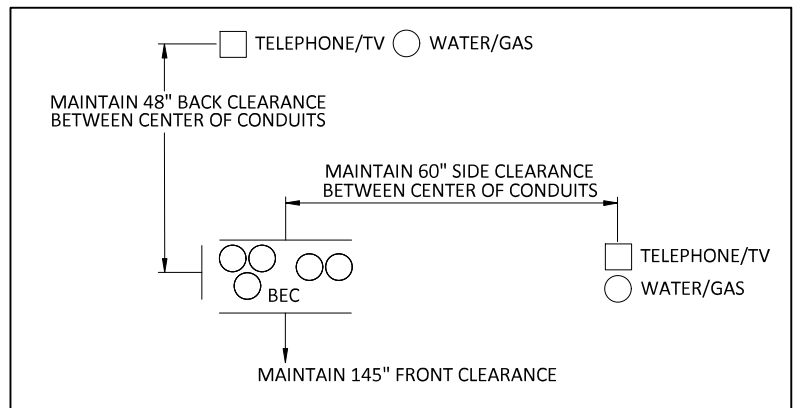 TELEPHONE/TV WATER/GAS
MAINTAIN 48" BACK CLEARANCE
BETWEEN CENTER OF CONDUITS
MAINTAIN 60" SIDE CLEARANCE
BETWEEN CENTER OF CONDUITS
TELEPHONE/TV
WATER/GAS
BEC
MAINTAIN 145" FRONT CLEARANCE